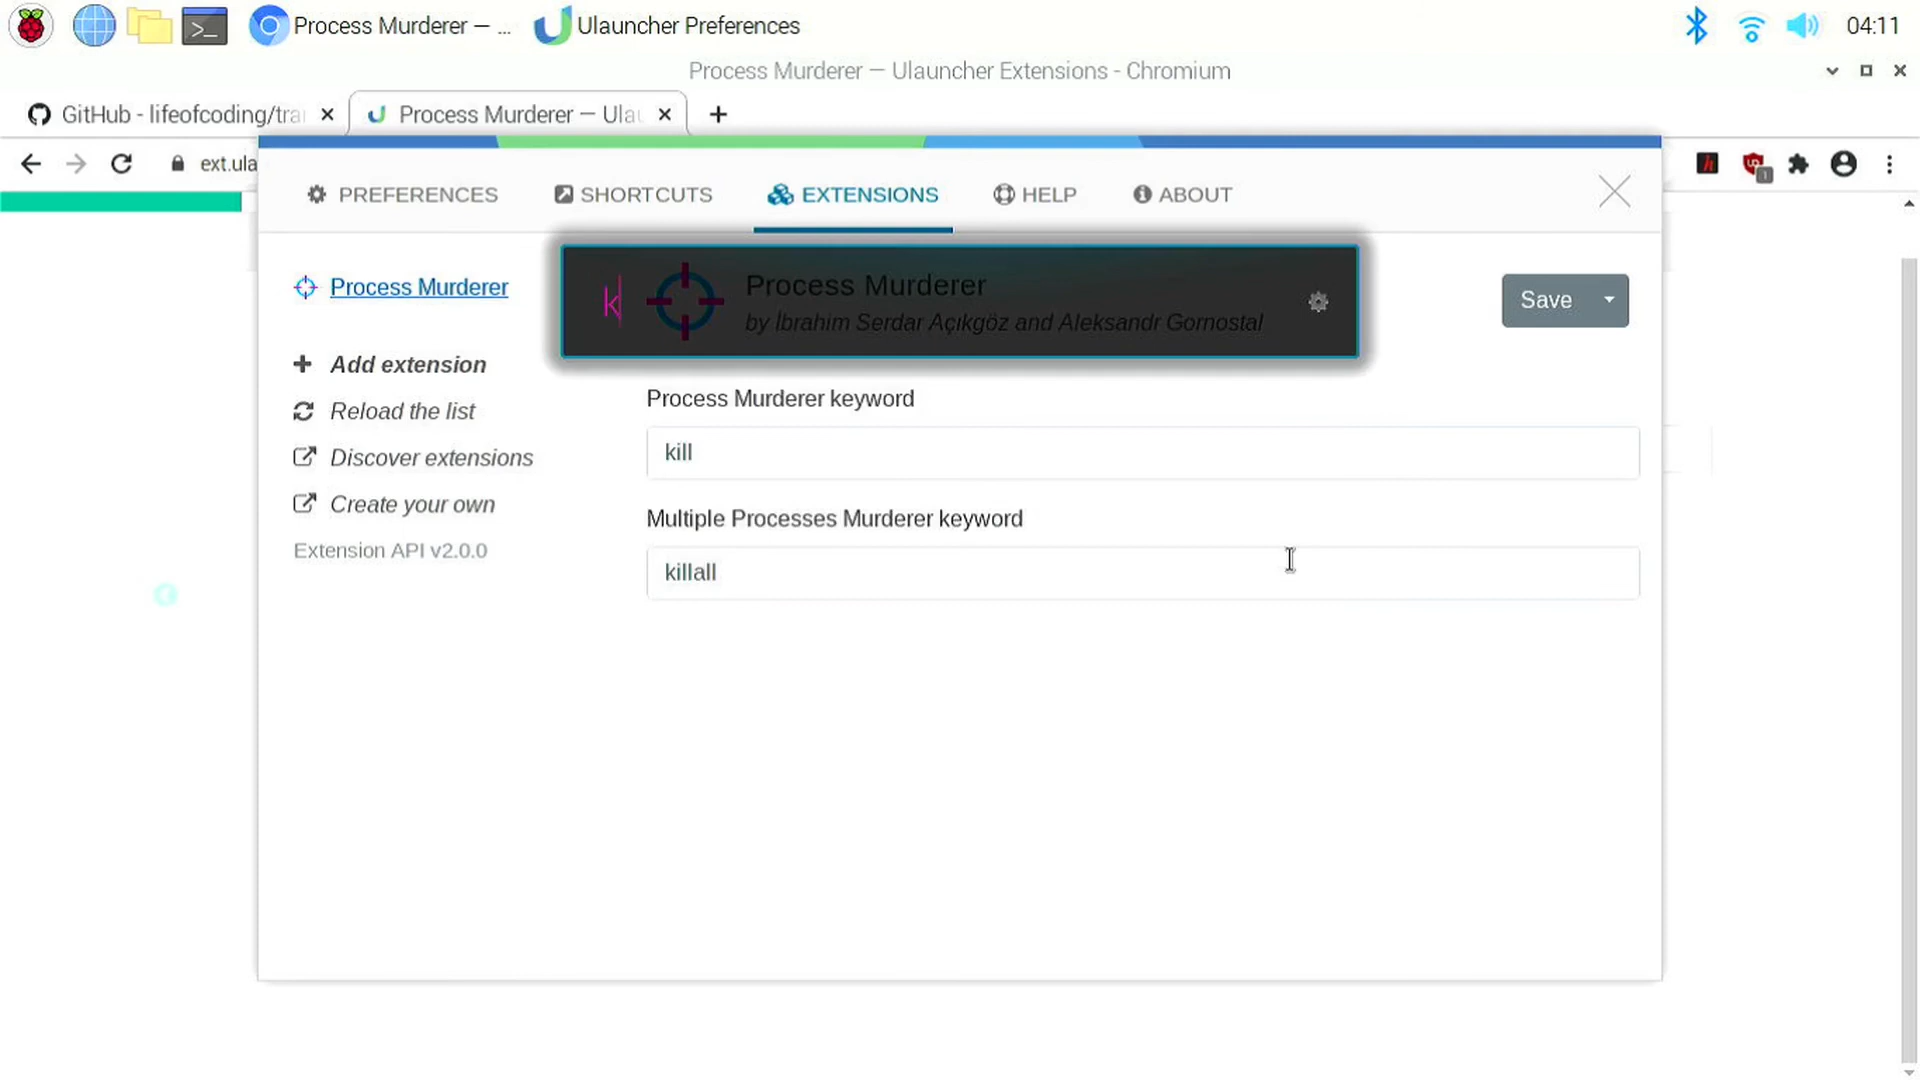 Process Murderer — ...
Ulauncher Preferences
04:11
Process Murderer — Ulauncher Extensions - Chromium
GitHub - lifeofcoding/tra
Process Murderer — Ula
ext.ula
1
PREFERENCES
SHORTCUTS
EXTENSIONS
HELP
ABOUT
Process Murderer
k
Process Murderer
by İbrahim Serdar Açıkgöz and Aleksandr Gornostal
Save
Add extension
Reload the list
Discover extensions
Create your own
Extension API v2.0.0
Process Murderer keyword
kill
Multiple Processes Murderer keyword
killall